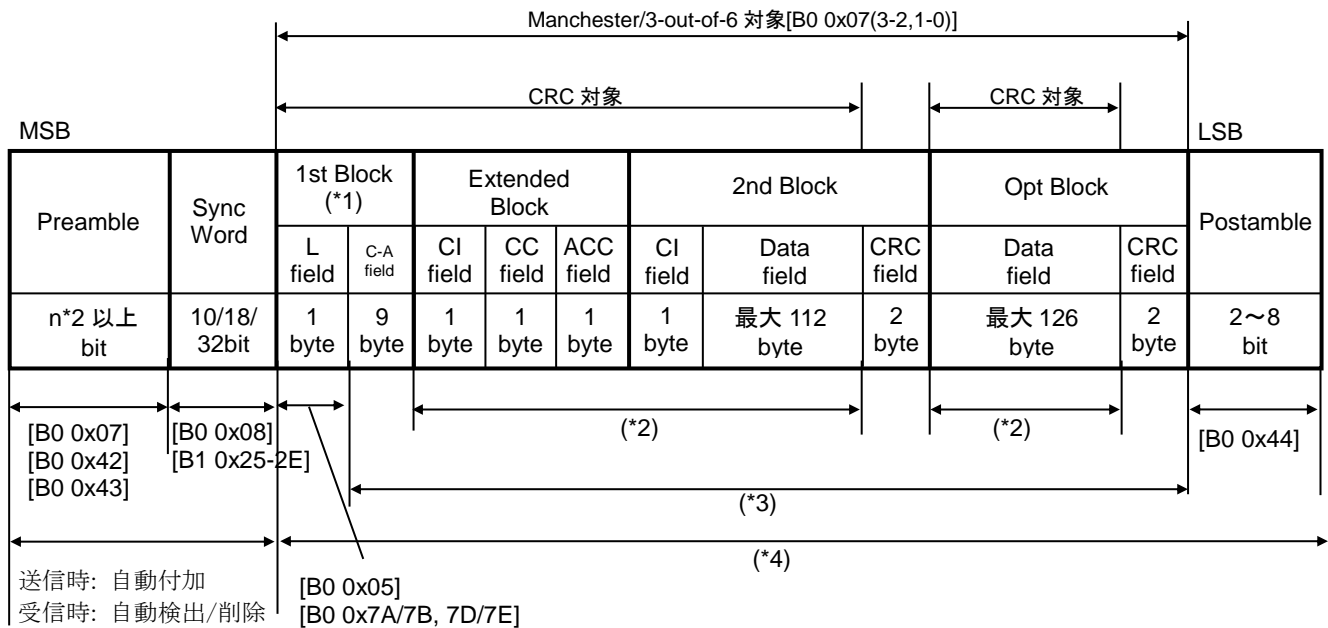 Manchester/3-out-of-6 対象[B0 0x07(3-2,1-0)]
CRC 対象
CRC 対象
MSB
LSB
Preamble
Sync
Word
1st Block
(*1)
Extended
Block
2nd Block
Opt Block
Postamble
L
field
C-A
field
CI
field
CC
field
ACC
field
CI
field
Data
field
CRC
field
Data
field
CRC
field
n*2 以上
bit
10/18/
32bit
1
byte
9
byte
1
byte
1
byte
1
byte
1
byte
最大 112
byte
2
byte
最大 126
byte
2
byte
2~8
bit
[B0 0x07]
[B0 0x42]
[B0 0x43]
[B0 0x08]
[B1 0x25-2E]
(*2)
(*2)
[B0 0x44]
(*3)
(*4)
送信時: 自動付加
受信時: 自動検出/削除
[B0 0x05]
[B0 0x7A/7B, 7D/7E]